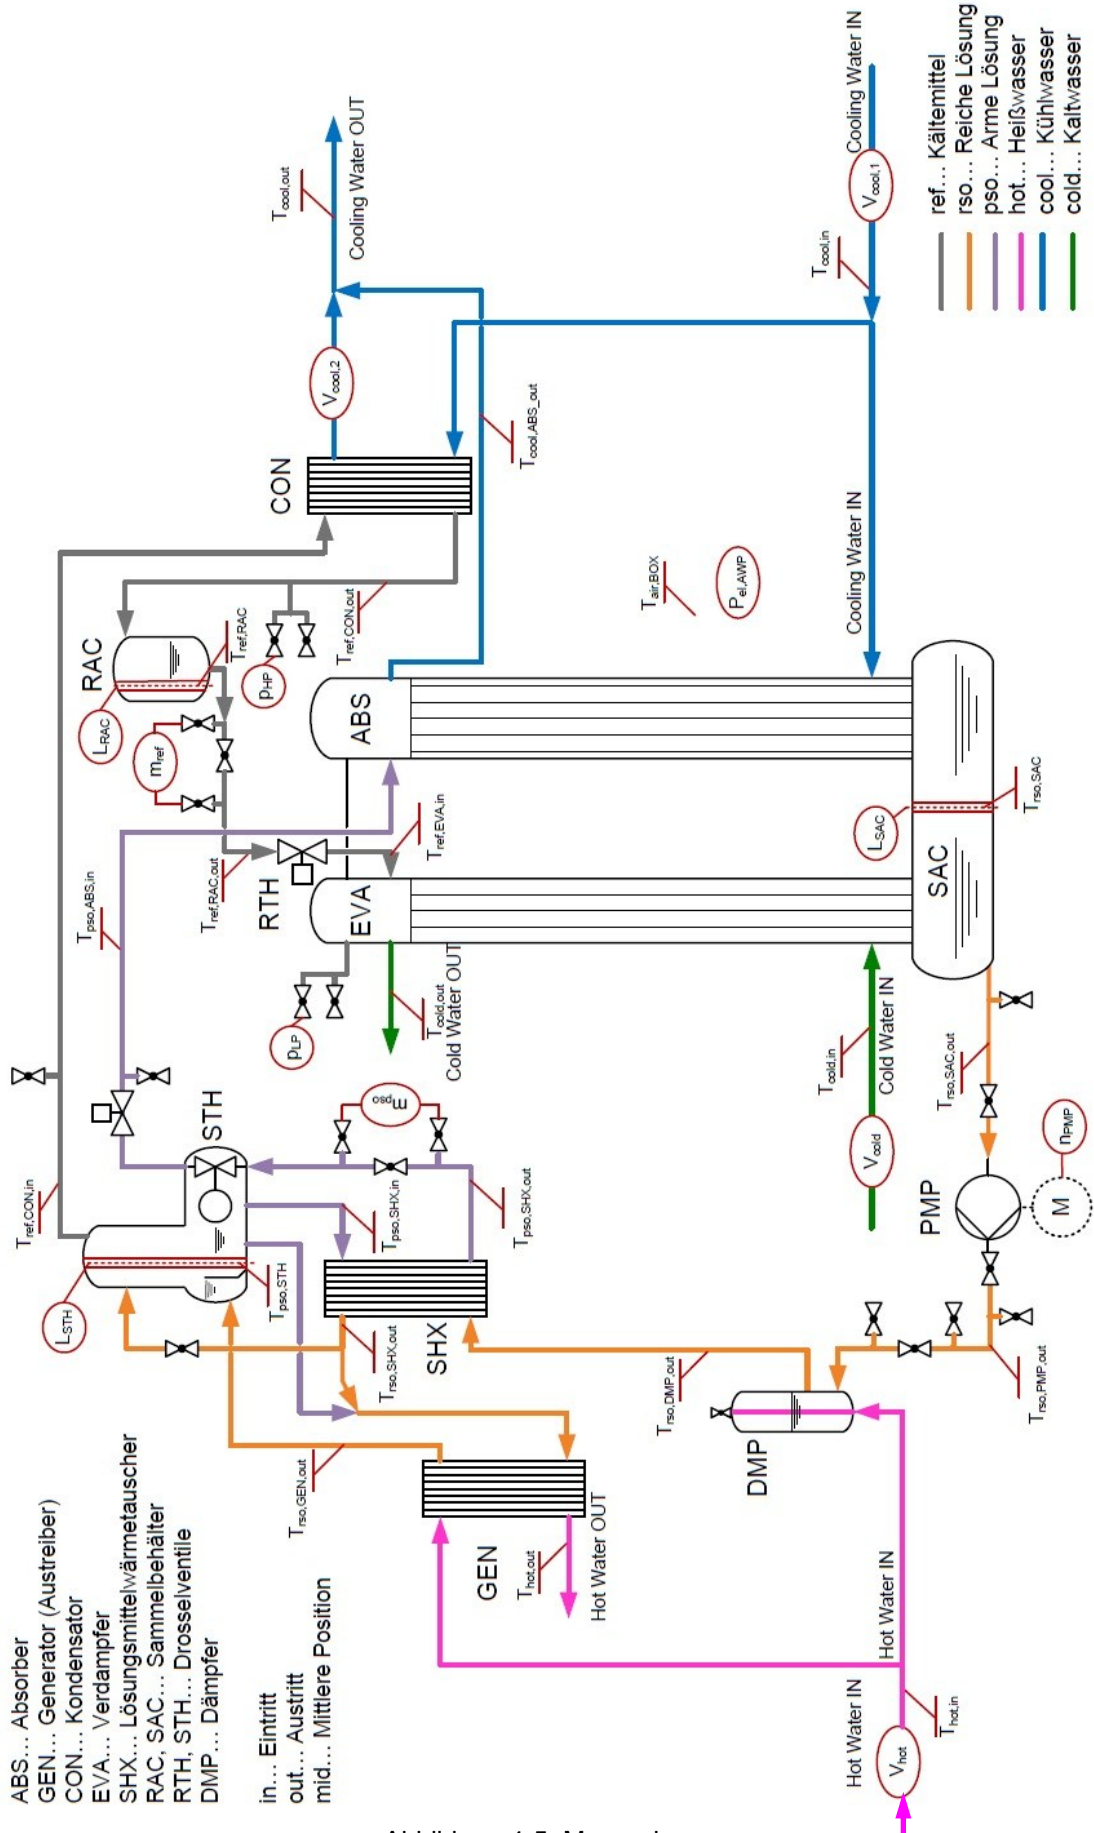 ABS... Absorber
GEN... Generator (Austreiber)
CON... Kondensator
EVA... Verdampfer
SHX... Lösungsmittelwärmetauscher
RAC, SAC... Sammelbehälter
RTH, STH... Drosselventile
DMP... Dämpfer
in... Eintritt
out... Austritt
mid... Mittlere Position
Hot Water IN
V_hot
T_hot,in
Hot Water IN
GEN
T_hot,out
Hot Water OUT
T_rso,GEN,out
DMP
T_rso,DMP,out
T_rso,PMP,out
L_STH
T_pso,STH
T_rso,SHX,out
SHX
T_ref,CON,in
STH
T_pso,SHX,in
T_pso,SHX,out
m_pso
PMP
M
n_PMP
T_rso,SAC,out
V_cold
T_cold,in
Cold Water IN
T_cold,out
Cold Water OUT
p_LP
T_pso,ABS,in
T_ref,RAC,out
RTH
EVA
T_ref,EVA,in
SAC
L_SAC
T_rso,SAC
m_ref
L_RAC
RAC
T_ref,RAC
p_HP
T_ref,CON,out
ABS
Cooling Water IN
T_air,BOX
P_el,AWP
CON
T_cool,ABS_out
V_cool,2
T_cool,out
Cooling Water OUT
T_cool,in
V_cool,1
Cooling Water IN
ref... Kältemittel
rso... Reiche Lösung
pso... Arme Lösung
hot... Heißwasser
cool... Kühlwasser
cold... Kaltwasser